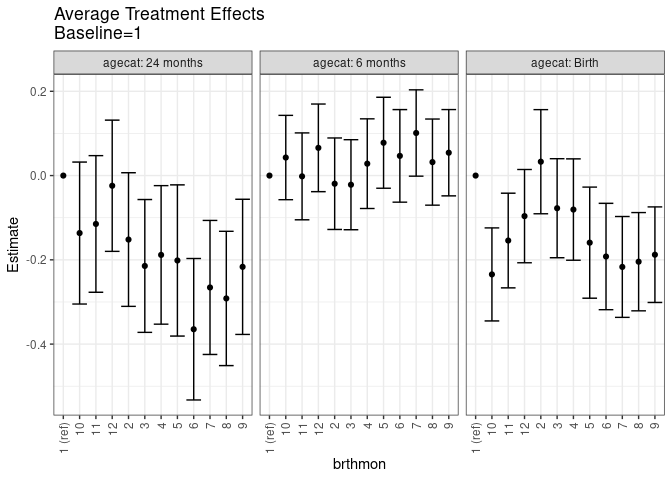 Average Treatment Effects
Baseline=1
agecat: 24 months
agecat: 6 months
agecat: Birth
Estimate
0.2
0.0
-0.2
-0.4
1 (ref) 10 11 12 2 3 4 5 6 7 8 9
1 (ref) 10 11 12 2 3 4 5 6 7 8 9
1 (ref) 10 11 12 2 3 4 5 6 7 8 9
brthmon